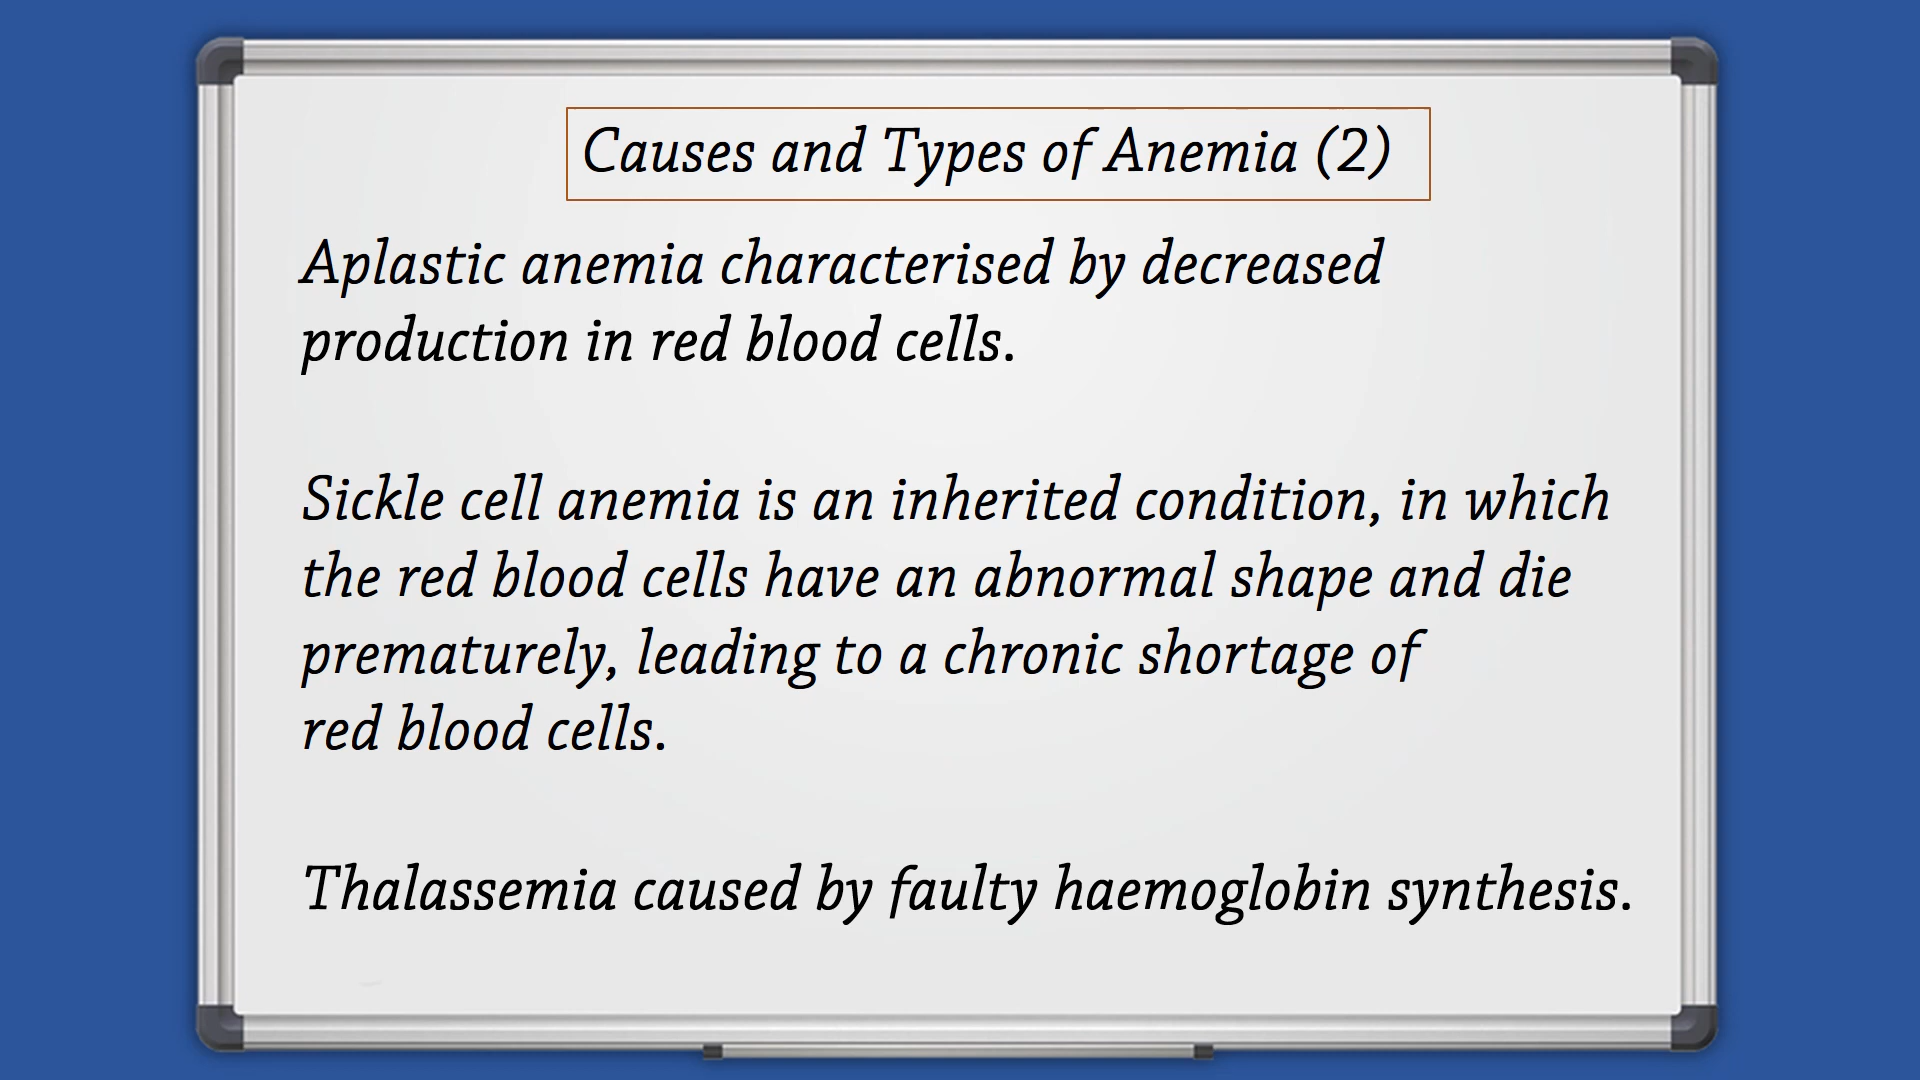 Causes and Types of Anemia (2)
Aplastic anemia characterised by decreased
production in red blood cells.
Sickle cell anemia is an inherited condition, in which
the red blood cells have an abnormal shape and die
prematurely, leading to a chronic shortage of
red blood cells.
Thalassemia caused by faulty haemoglobin synthesis.